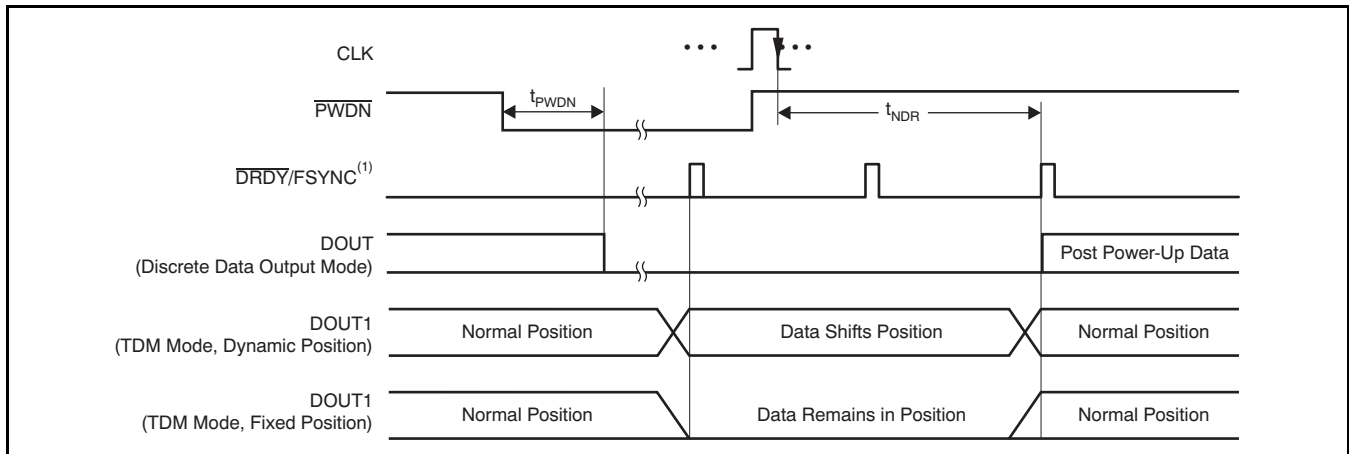 CLK
PWDN
tPWDN
tNDR
DRDY/FSYNC(1)
DOUT
(Discrete Data Output Mode)
Post Power-Up Data
DOUT1
(TDM Mode, Dynamic Position)
Normal Position
Data Shifts Position
Normal Position
DOUT1
(TDM Mode, Fixed Position)
Normal Position
Data Remains in Position
Normal Position